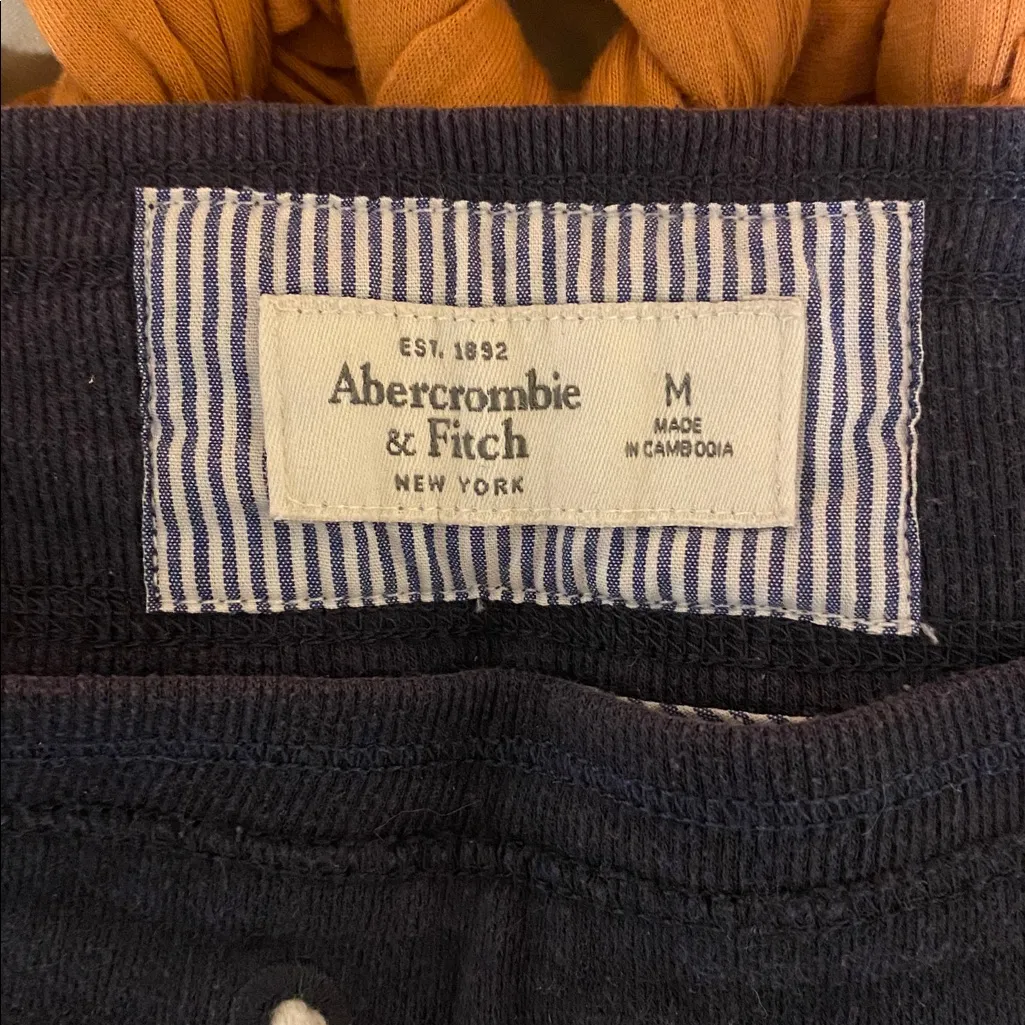 EST. 1892
Abercrombie
& Fitch
NEW YORK
M
MADE
IN CAMBODIA